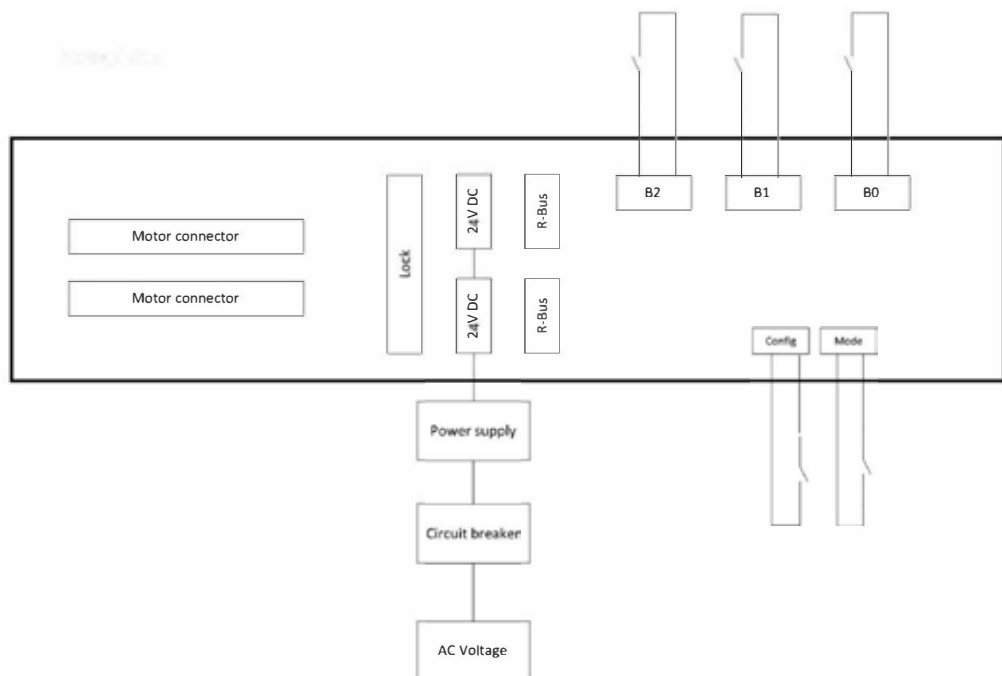 B2
B1
B0
Motor connector
Motor connector
Lock
24V DC
24V DC
R-Bus
R-Bus
Config
Mode
Power supply
Circuit breaker
AC Voltage